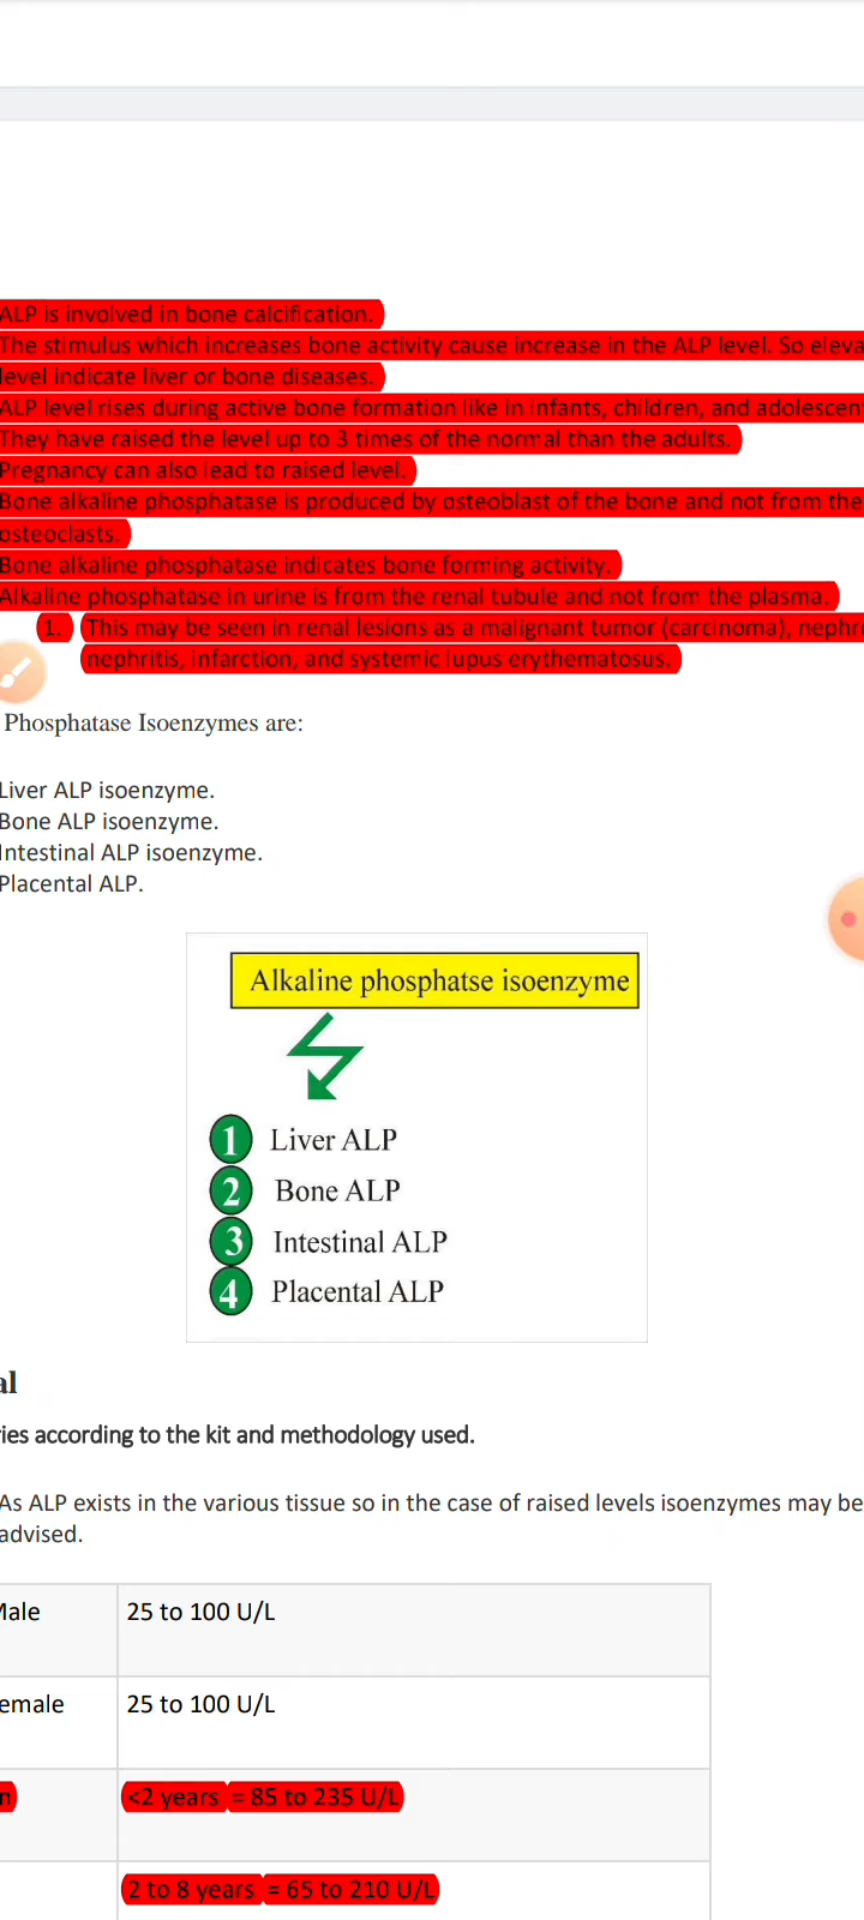 ALP is involved in bone calcification.
The stimulus which increases bone activity cause increase in the ALP level. So eleva
level indicate liver or bone diseases.
ALP level rises during active bone formation like in infants, children, and adolescen
They have raised the level up to 3 times of the normal than the adults.
Pregnancy can also lead to raised level.
Bone alkaline phosphatase is produced by osteoblast of the bone and not from the
osteoclasts.
Bone alkaline phosphatase indicates bone forming activity.
Alkaline phosphatase in urine is from the renal tubule and not from the plasma.
1. This may be seen in renal lesions as a malignant tumor (carcinoma), nephro
nephritis, infarction, and systemic lupus erythematosus.
Phosphatase Isoenzymes are:
Liver ALP isoenzyme.
Bone ALP isoenzyme.
Intestinal ALP isoenzyme.
Placental ALP.
Alkaline phosphatse isoenzyme
1 Liver ALP
2 Bone ALP
3 Intestinal ALP
4 Placental ALP
al
ries according to the kit and methodology used.
As ALP exists in the various tissue so in the case of raised levels isoenzymes may be
advised.
Male 25 to 100 U/L
emale 25 to 100 U/L
n <2 years = 85 to 235 U/L
2 to 8 years = 65 to 210 U/L